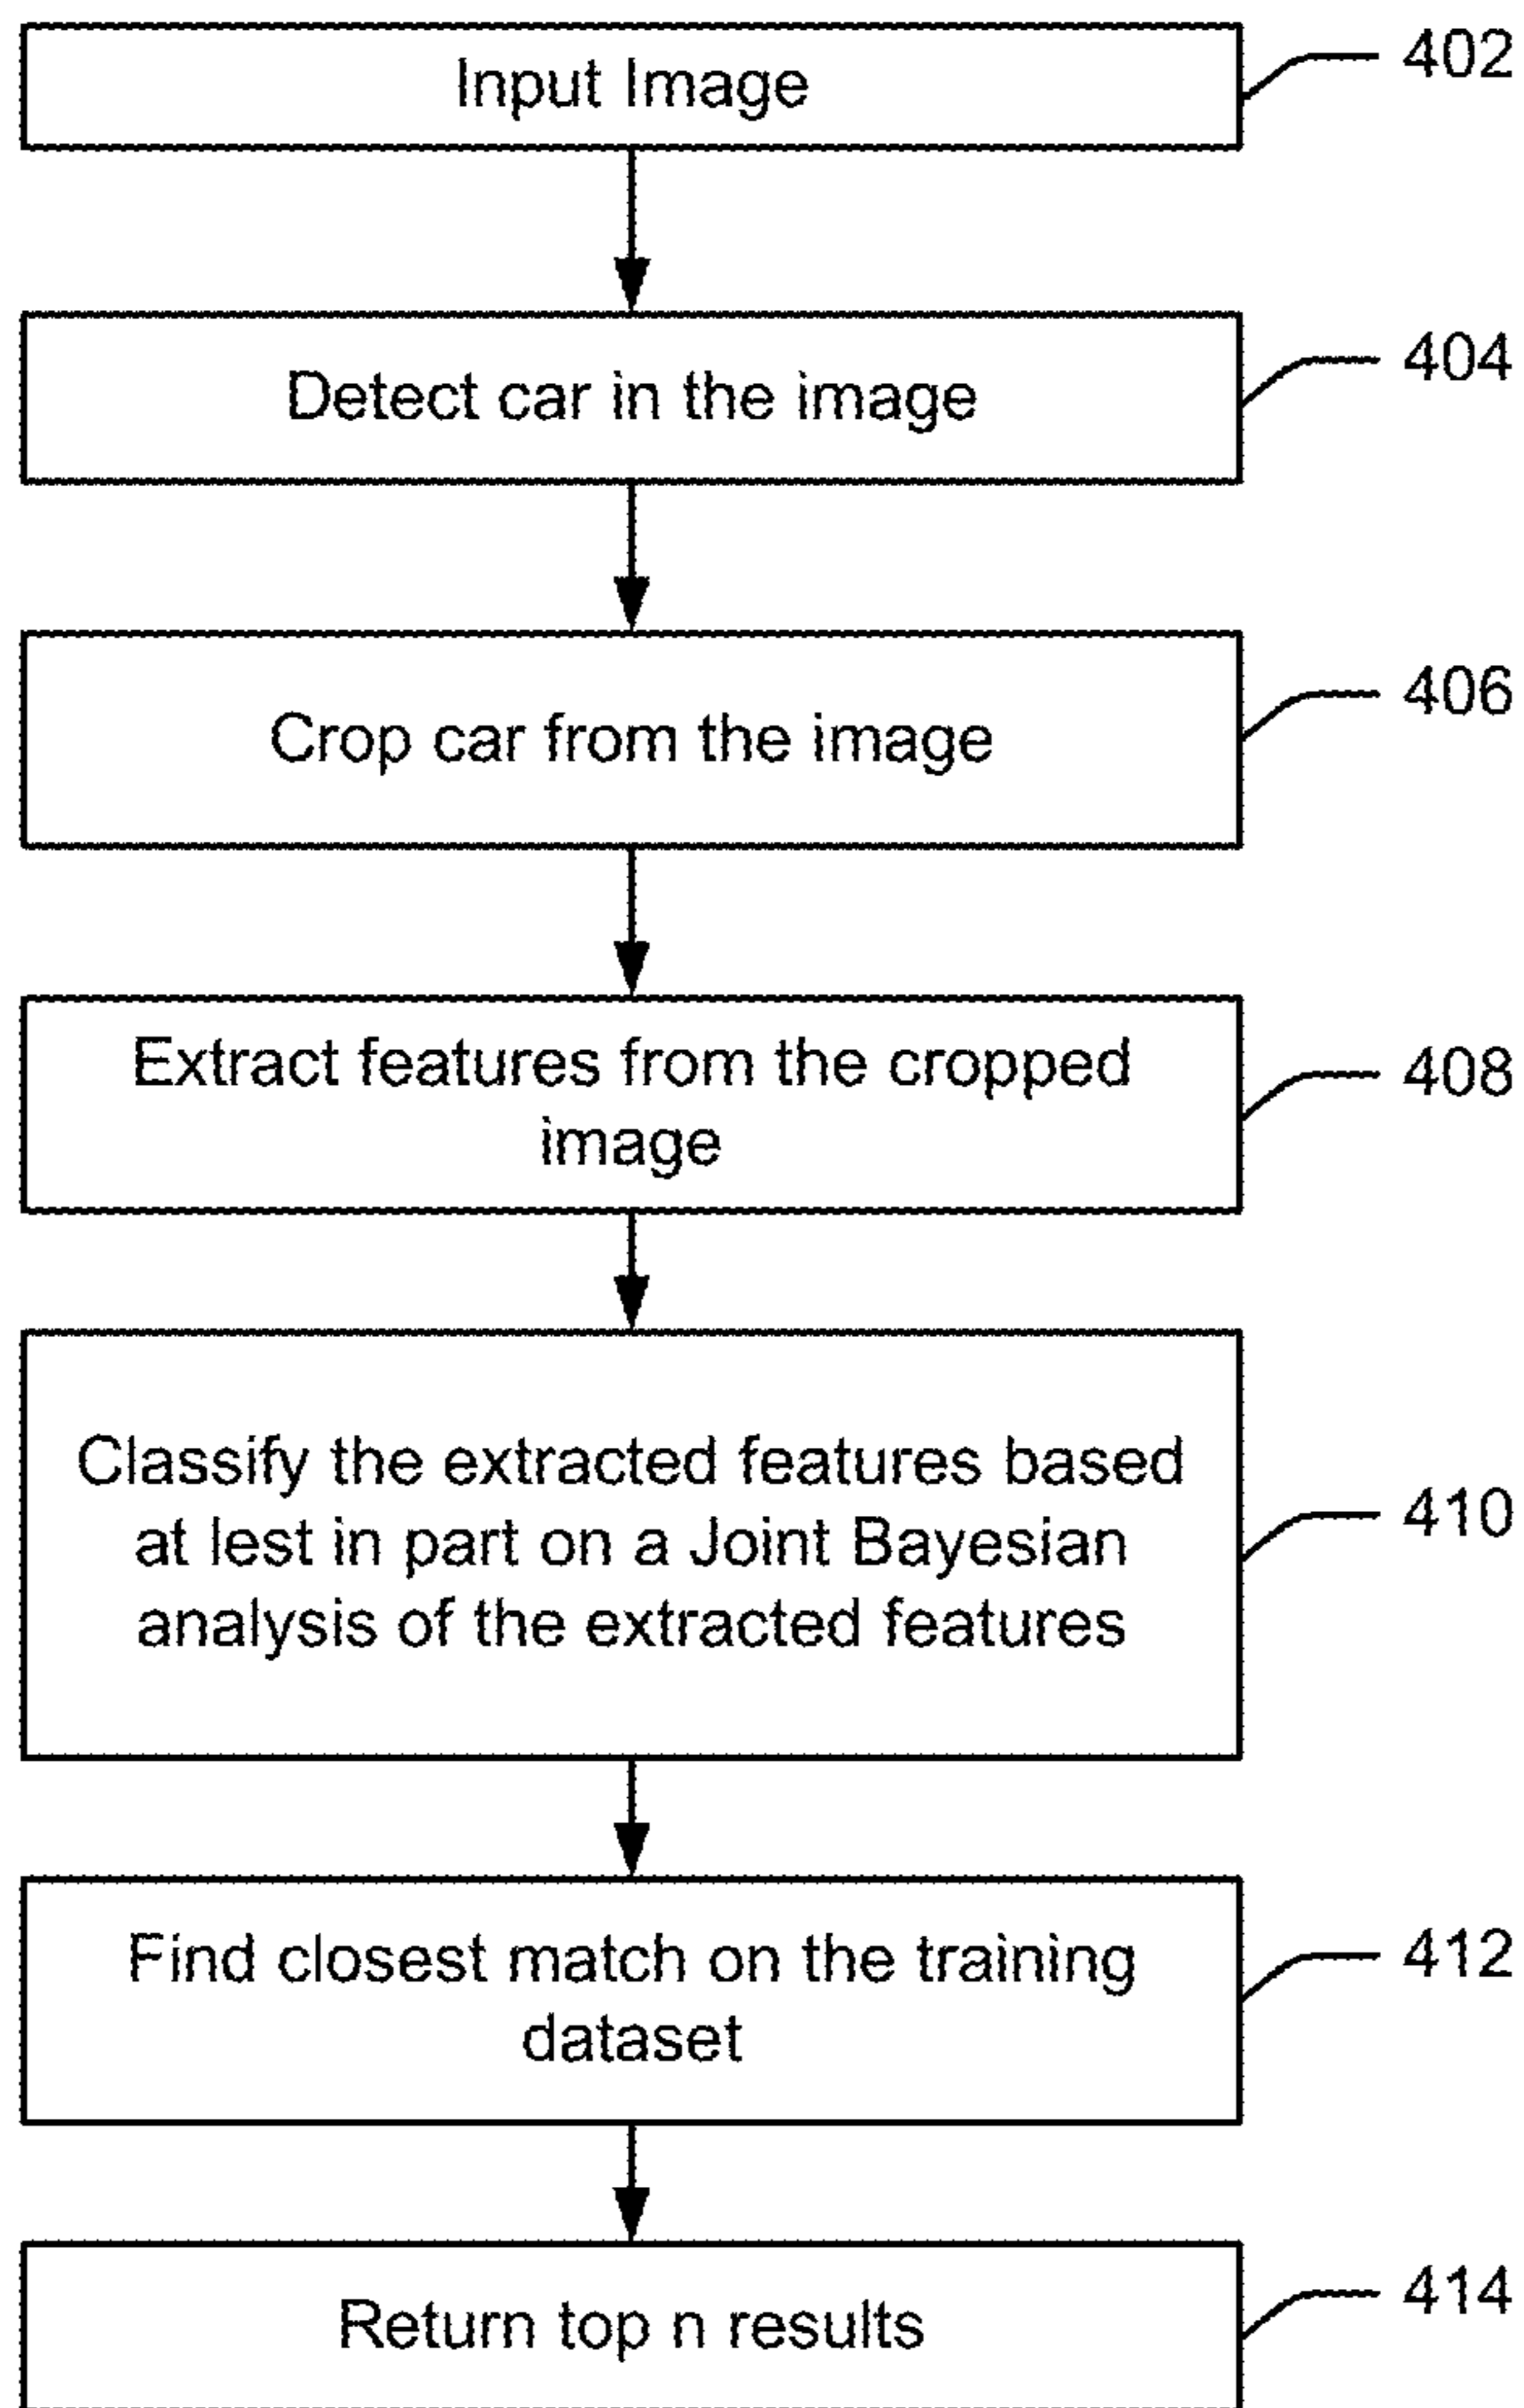 Input Image
402
Detect car in the image
404
Crop car from the image
406
Extract features from the cropped
image
408
Classify the extracted features based
at lest in part on a Joint Bayesian
analysis of the extracted features
410
Find closest match on the training
dataset
412
Return top n results
414